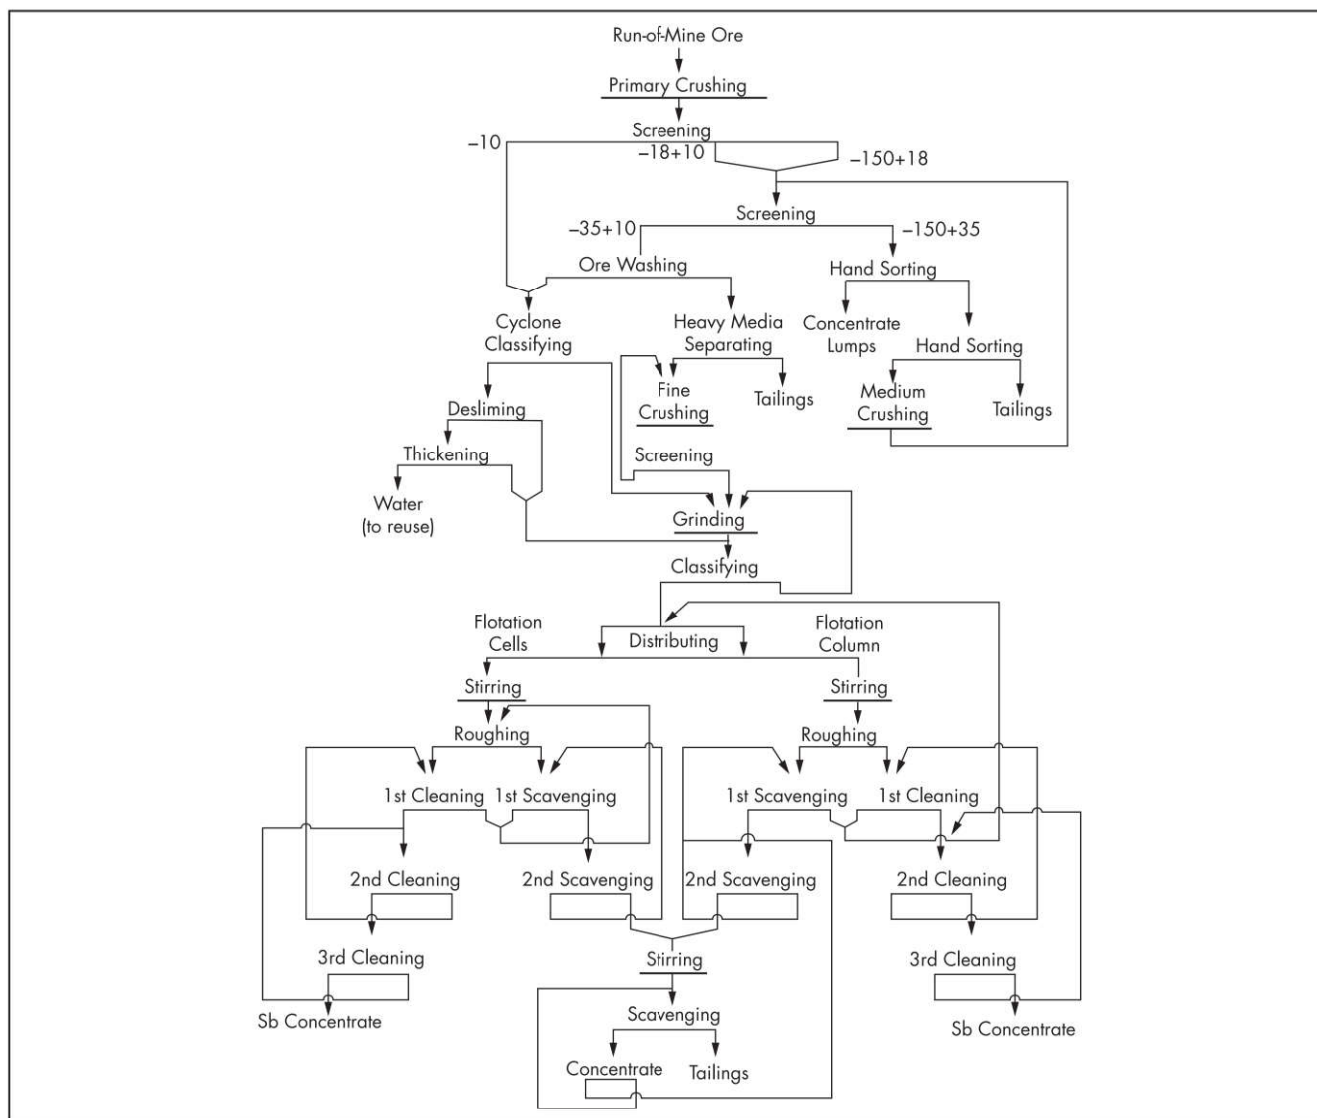 Run-of-Mine Ore
Primary Crushing
Screening
–10
–18+10
–150+18
Screening
–35+10
–150+35
Ore Washing
Hand Sorting
Cyclone
Classifying
Heavy Media
Separating
Concentrate
Lumps
Hand Sorting
Fine
Crushing
Tailings
Medium
Crushing
Tailings
Desliming
Thickening
Screening
Water
(to reuse)
Grinding
Classifying
Flotation
Cells
Distributing
Flotation
Column
Stirring
Stirring
Roughing
Roughing
1st Cleaning
1st Scavenging
1st Scavenging
1st Cleaning
2nd Cleaning
2nd Scavenging
2nd Scavenging
2nd Cleaning
3rd Cleaning
Stirring
3rd Cleaning
Sb Concentrate
Scavenging
Sb Concentrate
Concentrate
Tailings